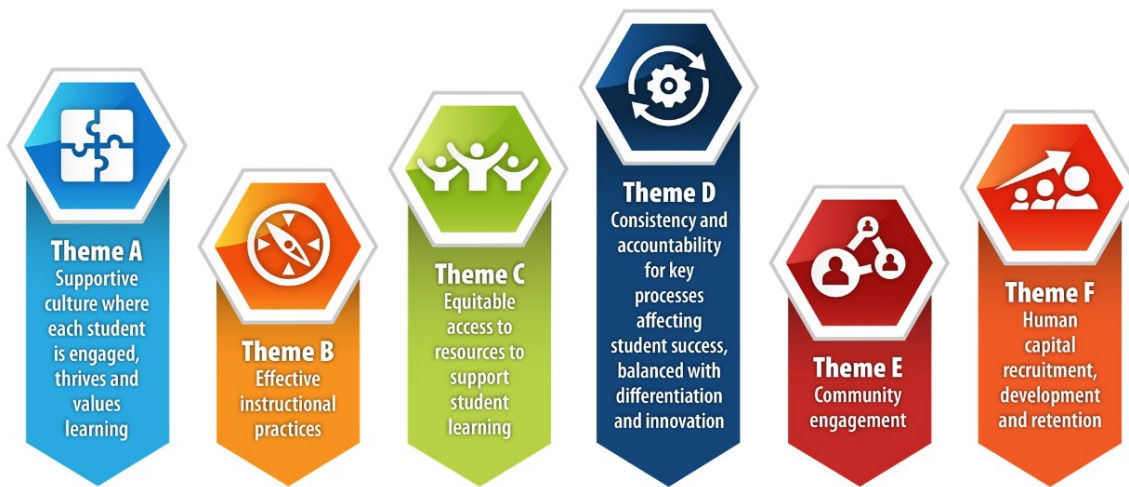 Theme A
Supportive
culture where
each student
is engaged,
thrives and
values
learning
Theme B
Effective
instructional
practices
Theme C
Equitable
access to
resources to
support
student
learning
Theme D
Consistency and
accountability
for key
processes
affecting
student success,
balanced with
differentiation
and innovation
Theme E
Community
engagement
Theme F
Human
capital
recruitment,
development
and retention